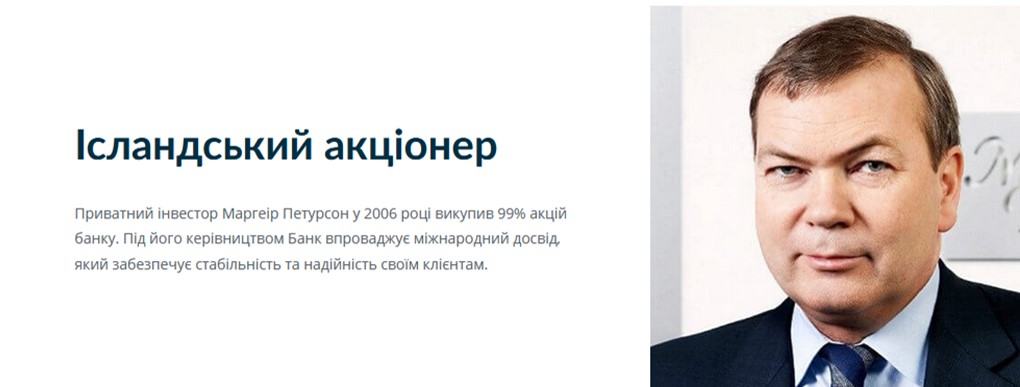 Ісландський акціонер
Приватний інвестор Маргеір Петурсон у 2006 році викупив 99% акцій
банку. Під його керівництвом Банк впроваджує міжнародний досвід,
який забезпечує стабільність та надійність своїм клієнтам.